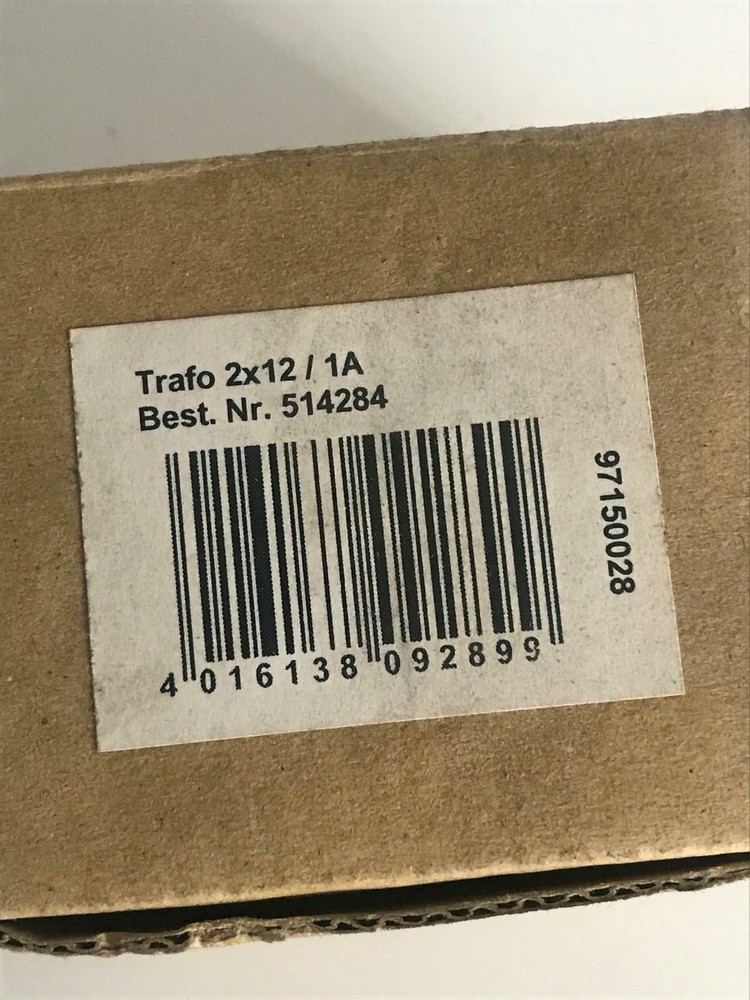 Trafo 2x12 / 1A
Best. Nr. 514284
4 016138 092899
97150028